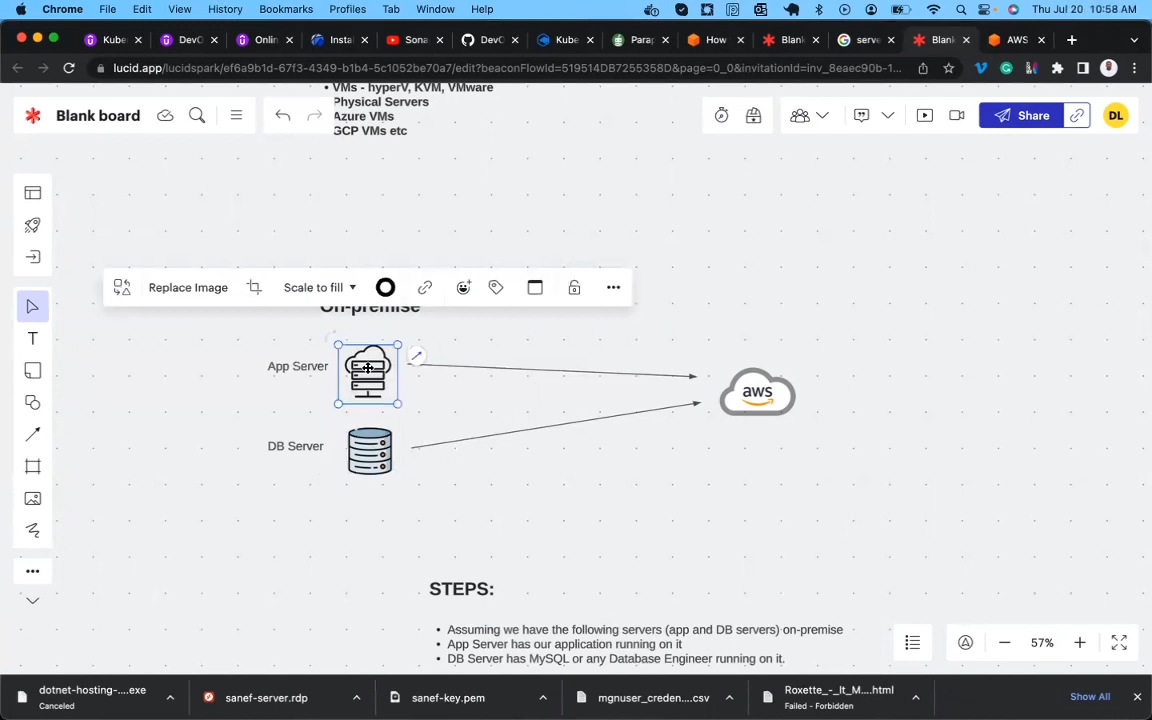 Chrome File Edit View History Bookmarks Profiles Tab Window Help Thu Jul 20 10:58 AM
Kube DevO Onlin Insta Sona DevC Kube Para How Blank serve Blank AWS
lucid.app/lucidspark/ef6a9b1d-67f3-4349-b1b4-5c1052be70a7/edit?beaconFlowId=519514DB7255358D&page=0_0&invitationId=inv_8eaec90b-1...
Blank board Share DL
• VMs - hyperV, KVM, VMware
Physical Servers
Azure VMs
GCP VMs etc
Replace Image Scale to fill
On-premise
App Server
aws
DB Server
STEPS:
• Assuming we have the following servers (app and DB servers) on-premise
• App Server has our application running on it
• DB Server has MySQL or any Database Engineer running on it.
57%
dotnet-hosting-....exe
Canceled
sanef-server.rdp
sanef-key.pem
mgnuser_creden....csv
Roxette_-_It_M....html
Failed - Forbidden
Show All